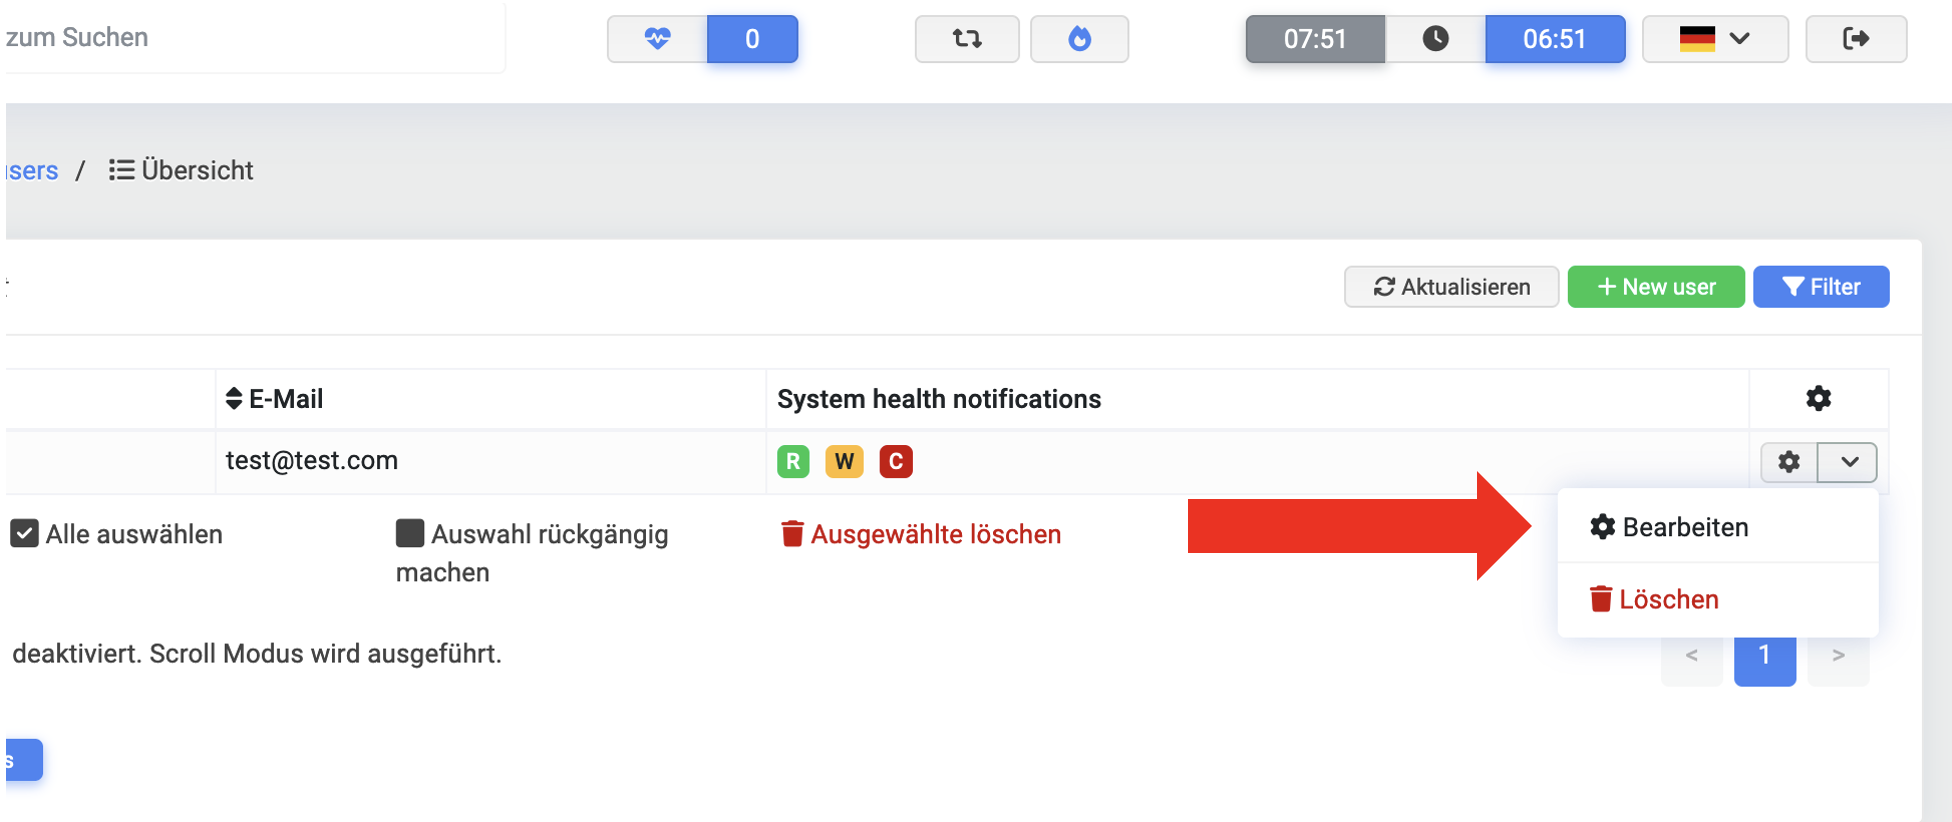 zum Suchen
0
07:51
06:51
/ Übersicht
Aktualisieren
+ New user
Filter
E-Mail
System health notifications
test@test.com
R W C
Bearbeiten
Löschen
Alle auswählen
Auswahl rückgängig
machen
Ausgewählte löschen
deaktiviert. Scroll Modus wird ausgeführt.
< 1 >